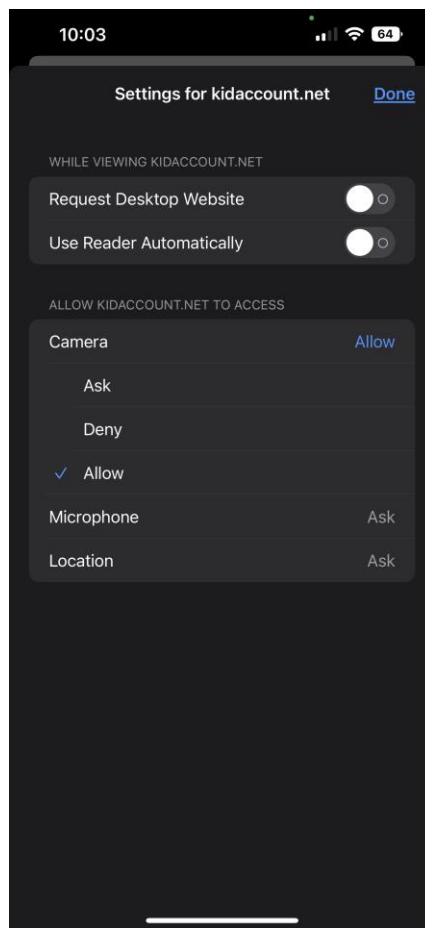 10:03
64
Settings for kidaccount.net
Done
WHILE VIEWING KIDACCOUNT.NET
Request Desktop Website
Use Reader Automatically
ALLOW KIDACCOUNT.NET TO ACCESS
Camera Allow
Ask
Deny
Allow
Microphone Ask
Location Ask